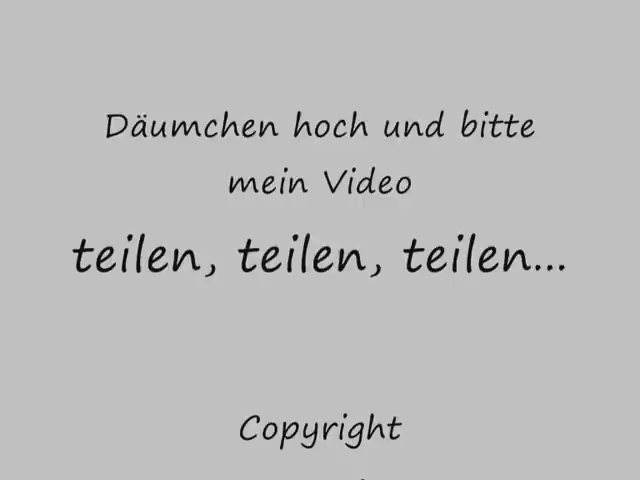 Däumchen hoch und bitte
mein Video
teilen, teilen, teilen...
Copyright